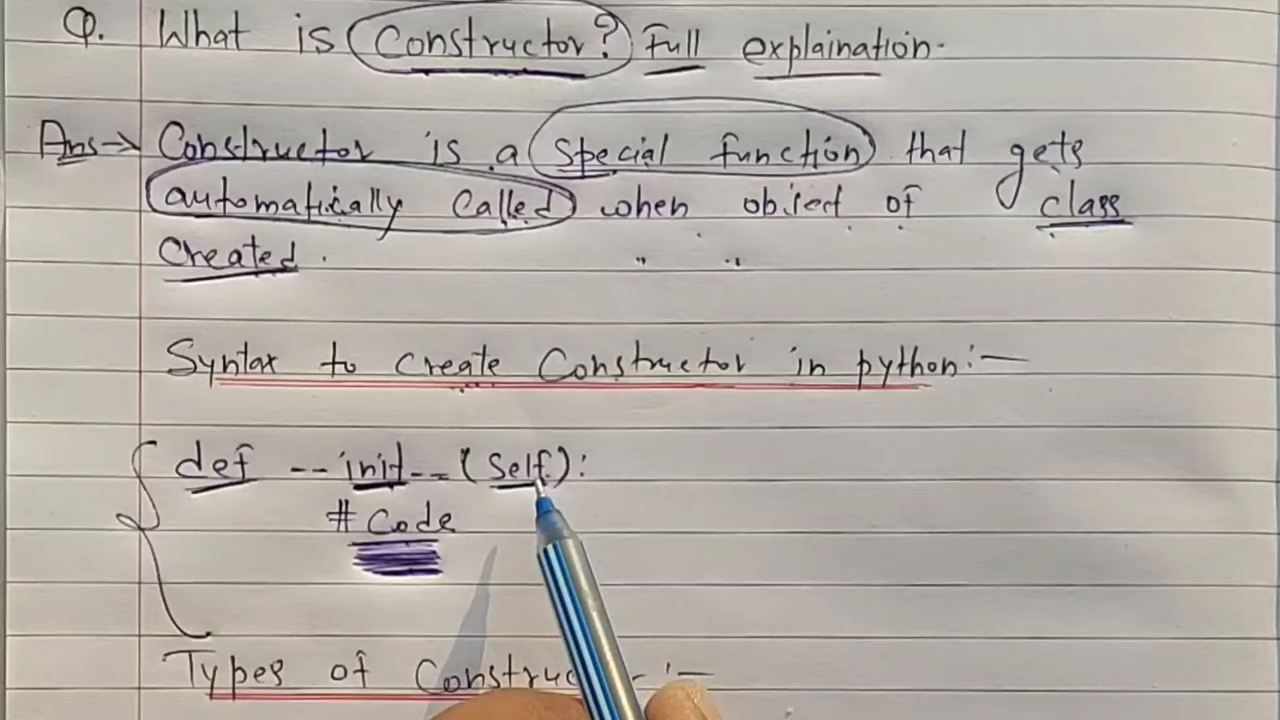 Q. What is Constructor? Full explaination.
Ans→ Constructor is a special function that gets
automatically called when object of class
Created.
Syntax to create Constructor in python:-
def --init--(self):
# Code
Types of :-